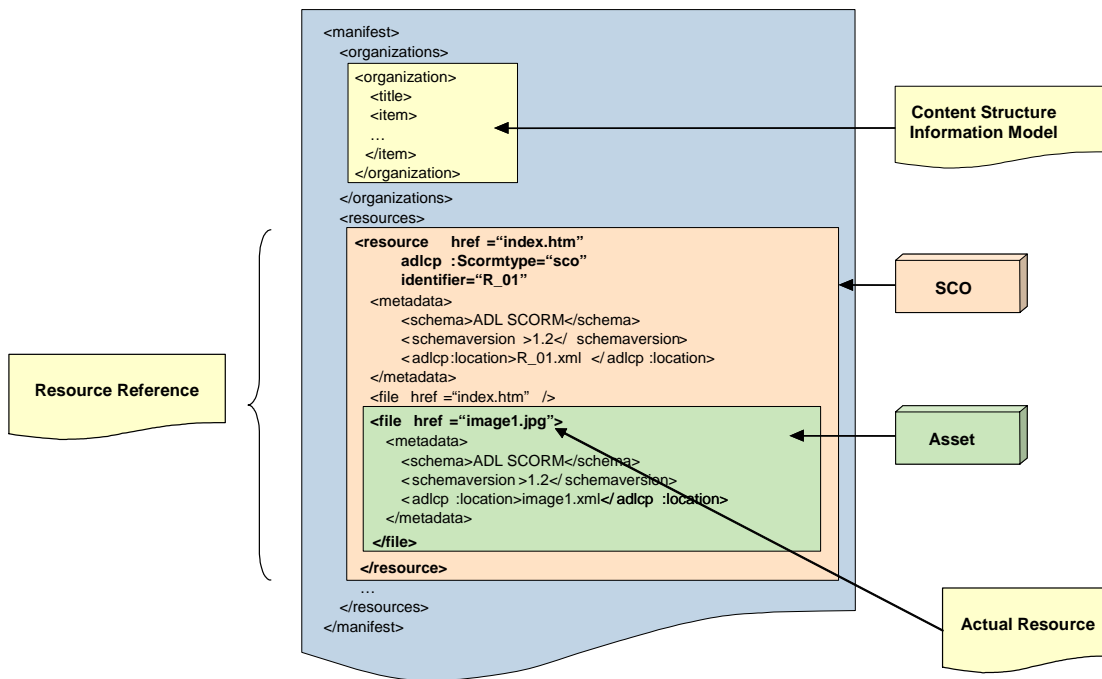 <manifest>
<organizations>
<organization>
<title>
<item>
…
</item>
</organization>
</organizations>
<resources>
<resource href =“index.htm”
adlcp :Scormtype=“sco”
identifier=“R_01”
<metadata>
<schema>ADL SCORM</schema>
<schemaversion >1.2</ schemaversion>
<adlcp:location>R_01.xml </ adlcp :location>
</metadata>
<file href =“index.htm” />
<file href =“image1.jpg”>
<metadata>
<schema>ADL SCORM</schema>
<schemaversion >1.2</ schemaversion>
<adlcp :location>image1.xml</ adlcp :location>
</metadata>
</file>
</resource>
…
</resources>
</manifest>
Content Structure
Information Model
SCO
Resource Reference
Asset
Actual Resource